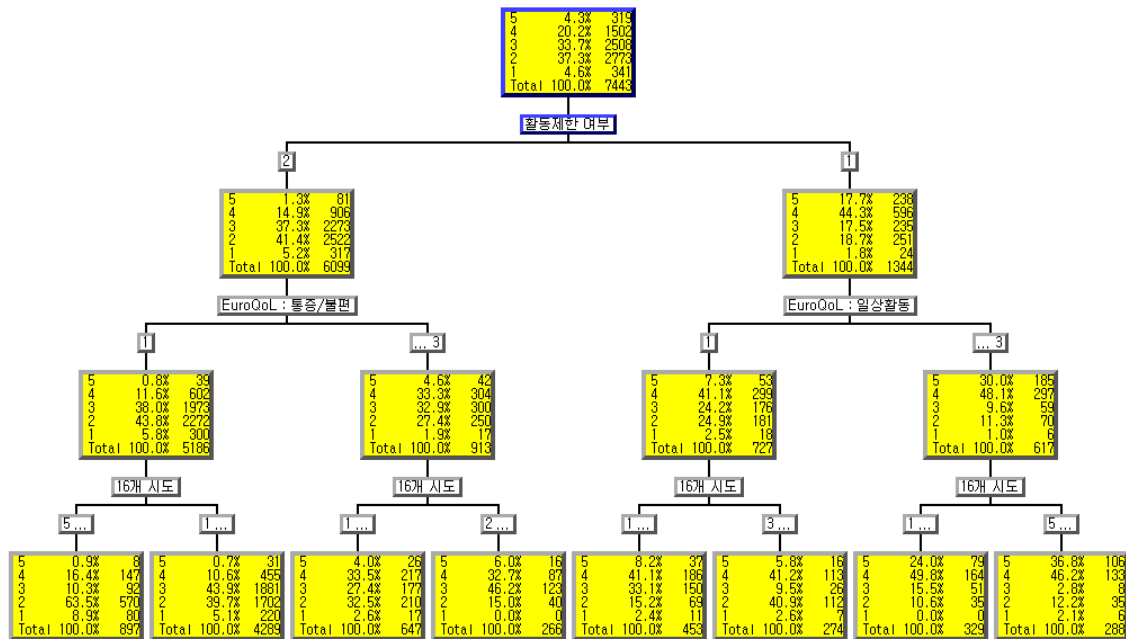 5 4.3% 319
4 20.2% 1502
3 33.7% 2508
2 37.3% 2773
1 4.6% 341
Total 100.0% 7443
활동제한 여부
2
1
5 1.3% 81
4 14.9% 906
3 37.3% 2273
2 41.4% 2522
1 5.2% 317
Total 100.0% 6099
5 17.7% 238
4 44.3% 596
3 17.5% 235
2 18.7% 251
1 1.8% 24
Total 100.0% 1344
EuroQoL : 통증/불편
EuroQoL : 일상활동
1
... 3
1
... 3
5 0.8% 39
4 11.6% 602
3 38.0% 1973
2 43.8% 2272
1 5.8% 300
Total 100.0% 5186
5 4.6% 42
4 33.3% 304
3 32.9% 300
2 27.4% 250
1 1.9% 17
Total 100.0% 913
5 7.3% 53
4 41.1% 299
3 24.2% 176
2 24.9% 181
1 2.5% 18
Total 100.0% 727
5 30.0% 185
4 48.1% 297
3 9.6% 59
2 11.3% 70
1 1.0% 6
Total 100.0% 617
16개 시도
16개 시도
16개 시도
16개 시도
5 ...
1 ...
1 ...
2 ...
1 ...
3 ...
1 ...
5 ...
5 0.9% 8
4 16.4% 147
3 10.3% 92
2 63.5% 570
1 8.9% 80
Total 100.0% 897
5 0.7% 31
4 10.6% 455
3 43.9% 1881
2 39.7% 1702
1 5.1% 220
Total 100.0% 4289
5 4.0% 26
4 33.5% 217
3 27.4% 177
2 32.5% 210
1 2.6% 17
Total 100.0% 647
5 6.0% 16
4 32.7% 87
3 46.2% 123
2 15.0% 40
1 0.0% 0
Total 100.0% 266
5 8.2% 37
4 41.1% 186
3 33.1% 150
2 15.2% 69
1 2.4% 11
Total 100.0% 453
5 5.8% 16
4 41.2% 113
3 9.5% 26
2 40.9% 112
1 2.6% 7
Total 100.0% 274
5 24.0% 79
4 49.8% 164
3 15.5% 51
2 10.6% 35
1 0.0% 0
Total 100.0% 329
5 36.8% 106
4 46.2% 133
3 2.8% 8
2 12.2% 35
1 2.1% 6
Total 100.0% 288